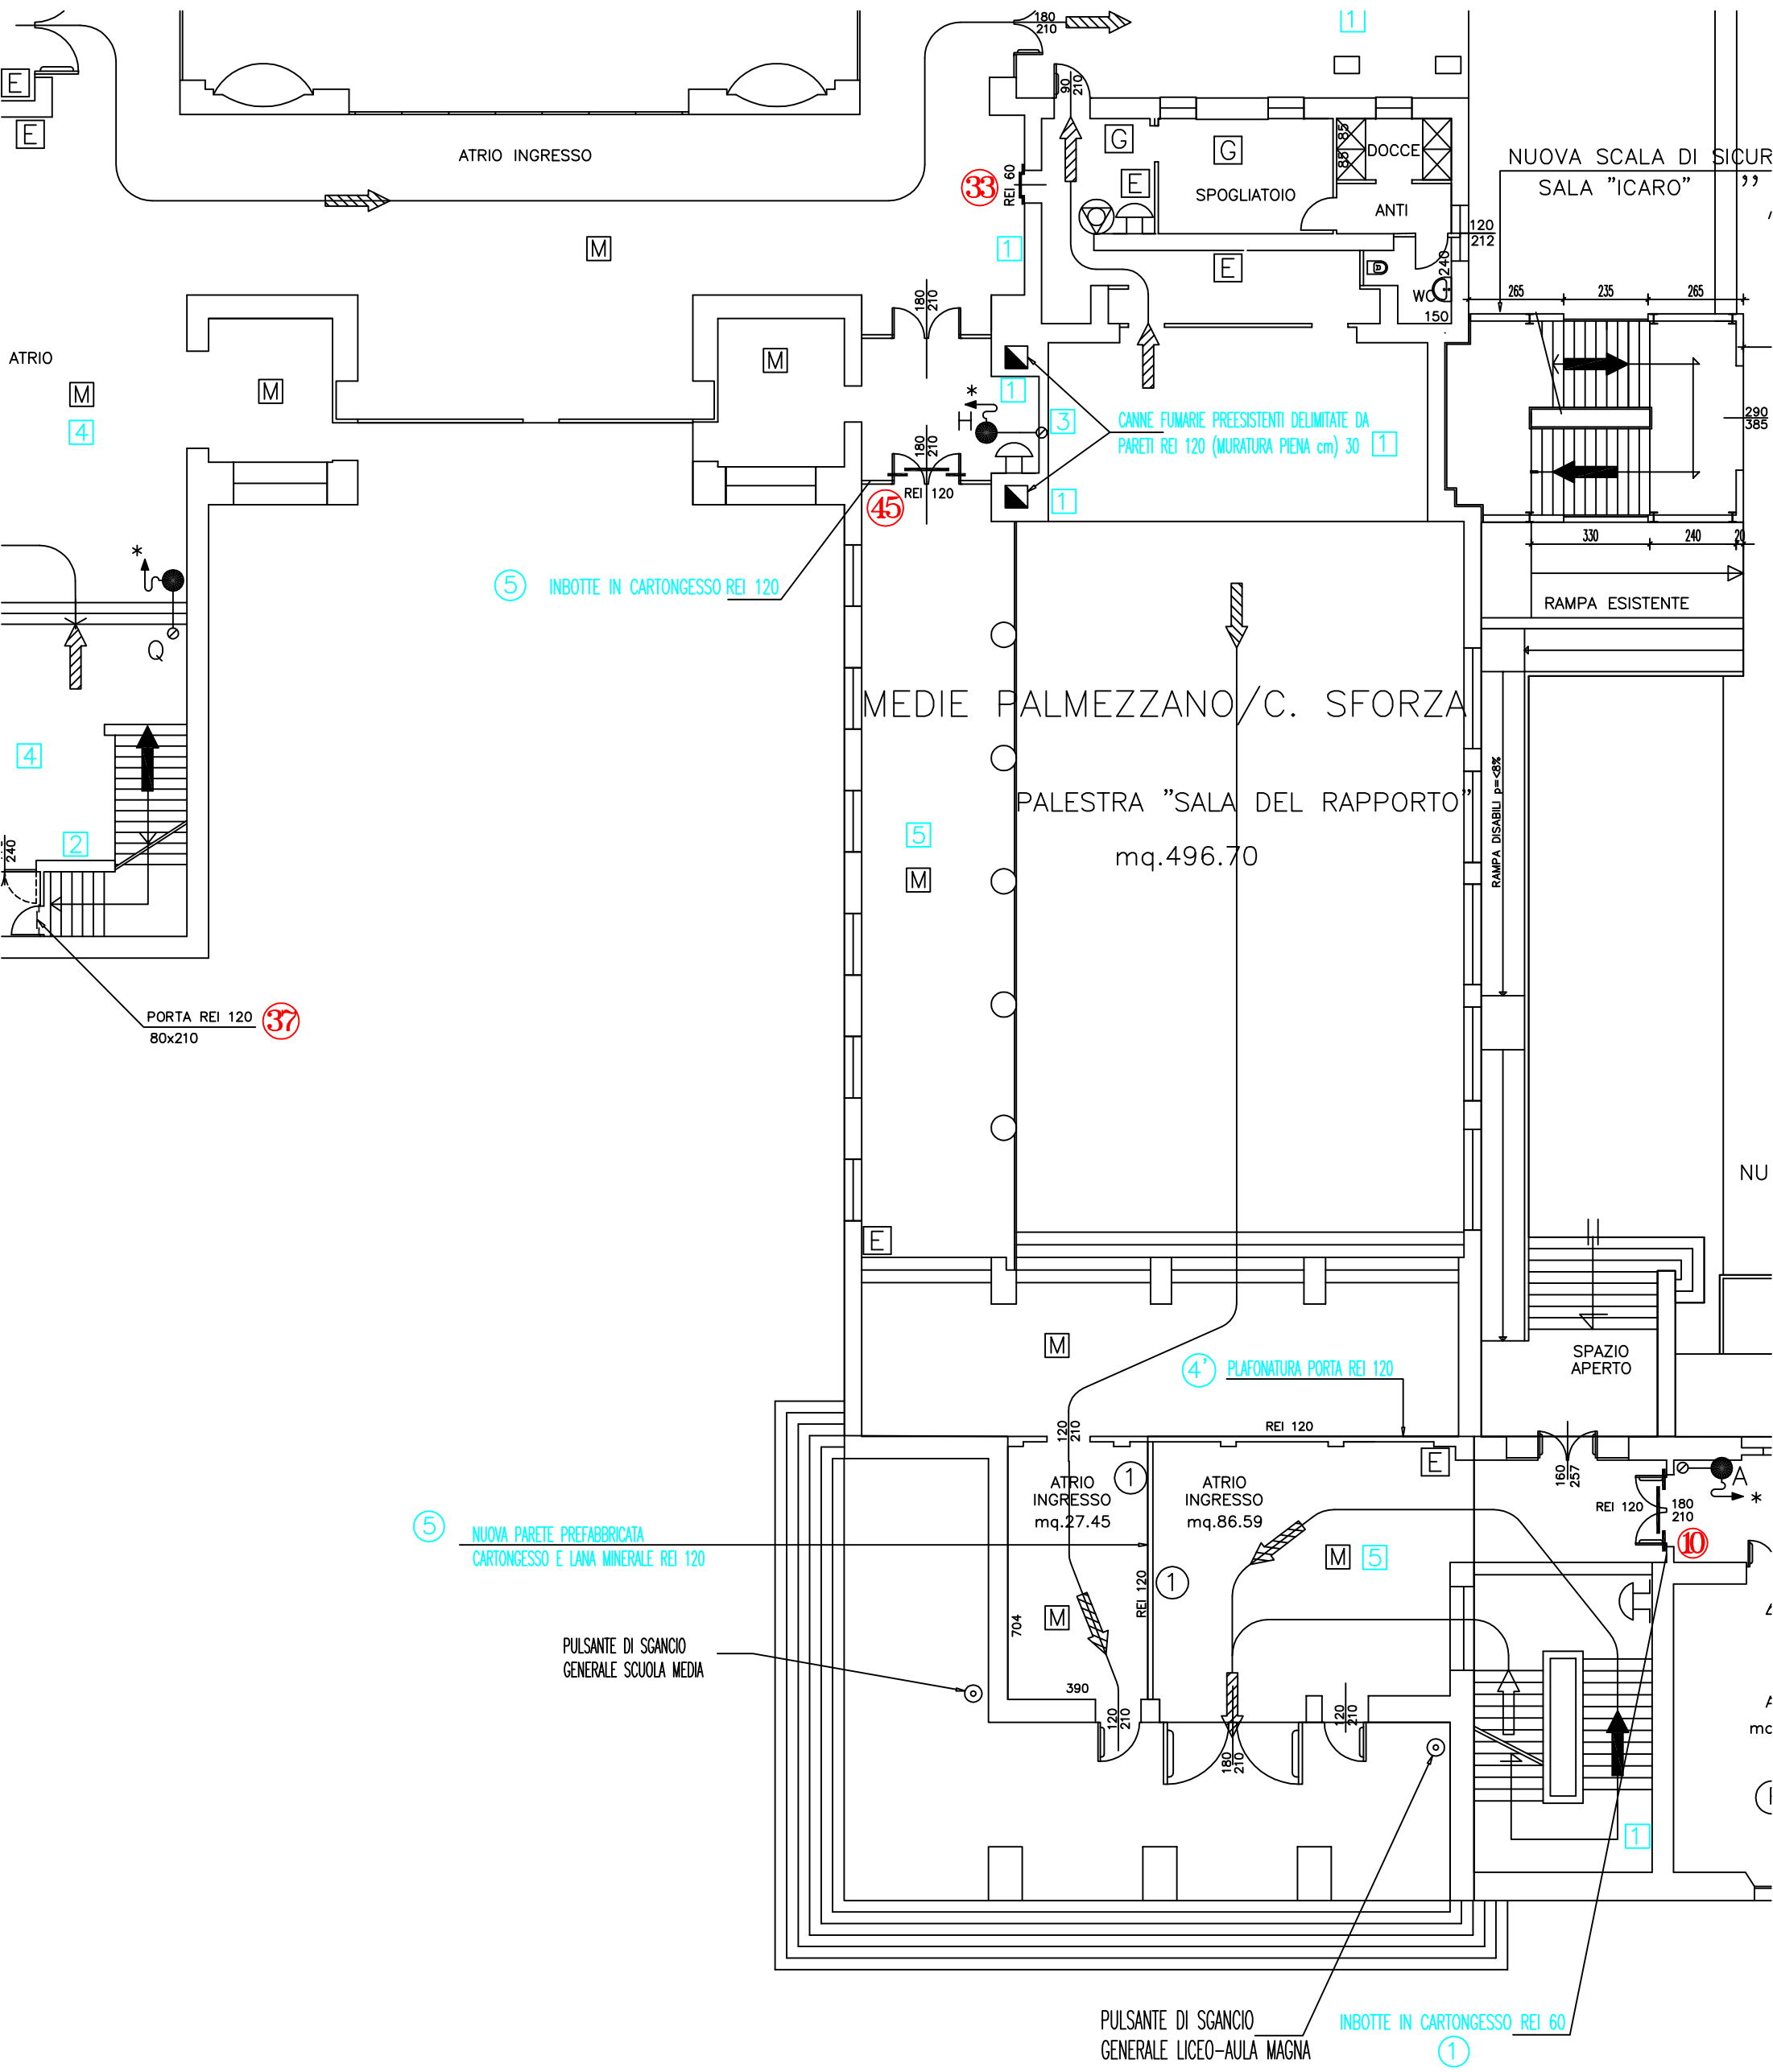 180
210
1
E
E
ATRIO INGRESSO
90
210
G
G
85
85
DOCCE
NUOVA SCALA DI SICUR
SALA "ICARO"
33
REI 60
E
SPOGLIATOIO
ANTI
120
212
M
1
E
240
WC
150
265
235
265
180
210
ATRIO
M
M
M
4
*
H
1
3
CANNE FUMARIE PREESISTENTI DELIMITATE DA
PARETI REI 120 (MURATURA PIENA cm) 30
1
290
385
180
210
REI 120
45
1
330
240
20
*
5
INBOTTE IN CARTONGESSO REI 120
RAMPA ESISTENTE
Q
MEDIE PALMEZZANO/C. SFORZA
4
PALESTRA "SALA DEL RAPPORTO"
RAMPA DISABILI p=<8%
240
2
5
mq.496.70
M
PORTA REI 120
80x210
37
NU
E
M
SPAZIO
APERTO
4'
PLAFONATURA PORTA REI 120
120
210
REI 120
E
160
257
A
*
ATRIO
INGRESSO
mq.27.45
1
ATRIO
INGRESSO
mq.86.59
REI 120
180
210
10
5
NUOVA PARETE PREFABBRICATA
CARTONGESSO E LANA MINERALE REI 120
M
5
1
REI 120
M
704
PULSANTE DI SGANCIO
GENERALE SCUOLA MEDIA
390
120
210
180
210
120
210
mq
1
PULSANTE DI SGANCIO
GENERALE LICEO-AULA MAGNA
INBOTTE IN CARTONGESSO REI 60
1